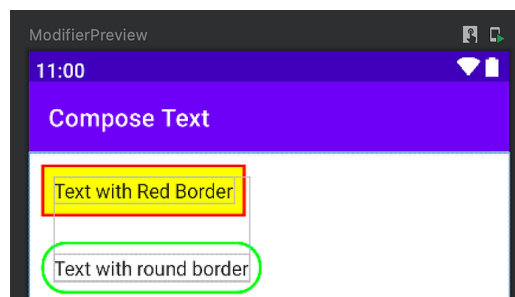 ModifierPreview
11:00
Compose Text
Text with Red Border
Text with round border